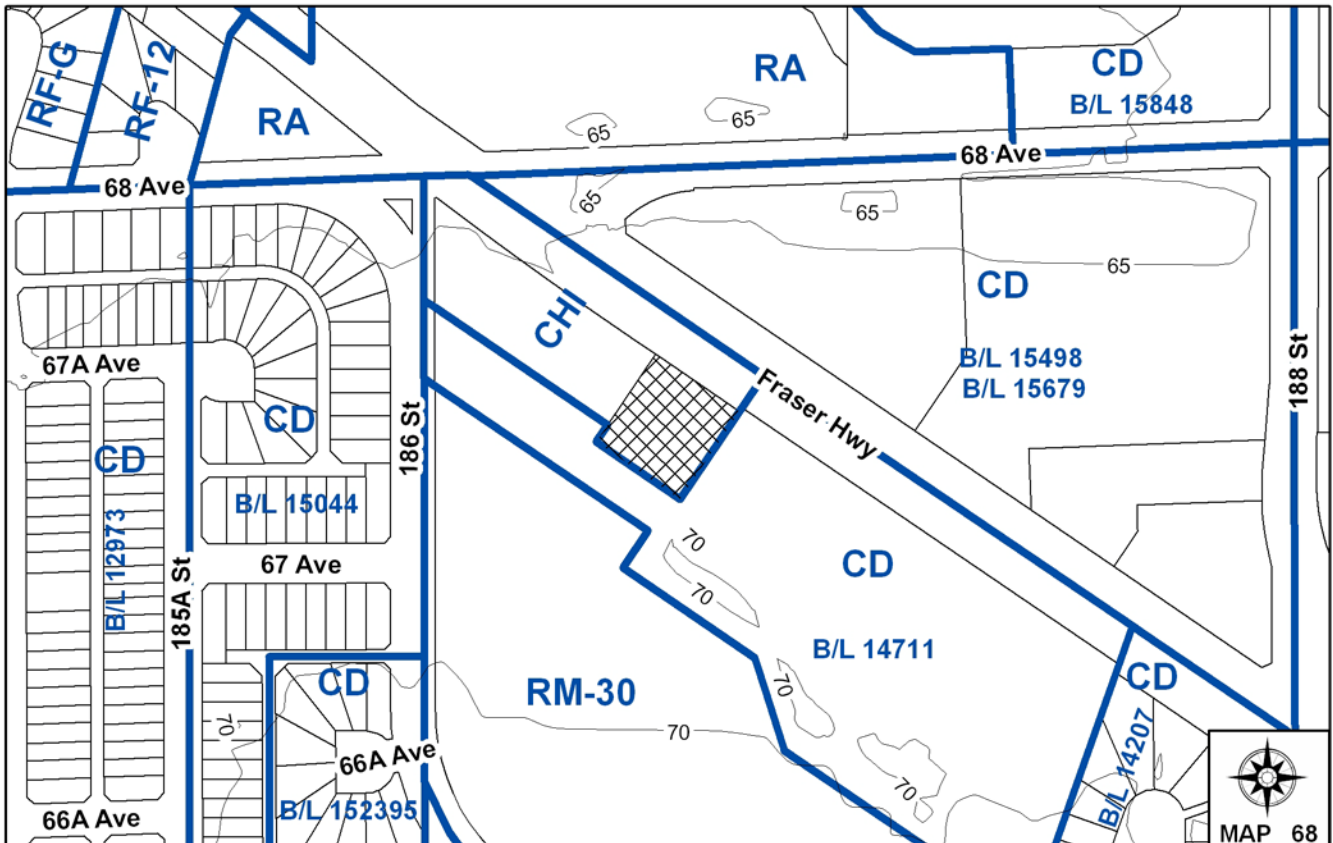 RF-G
RF-12
RA
RA
CD
B/L 15848
65
65
68 Ave
68 Ave
65
65
65
CHI
CD
B/L 15498
B/L 15679
188 St
67A Ave
Fraser Hwy
CD
186 St
CD
B/L 15044
B/L 12973
67 Ave
185A St
70
70
CD
B/L 14711
CD
RM-30
CD
70
70
70
70
66A Ave
B/L 14207
B/L 152395
66A Ave
MAP 68